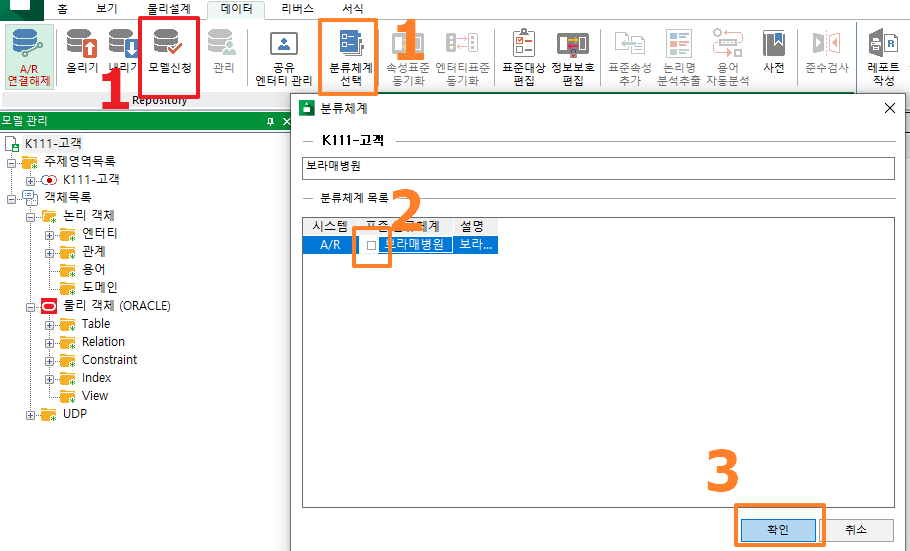 홈 보기 물리설계 데이터 리버스 서식
A/R
연결해제
올리기
내리기
모델신청
관리
공유
엔터티 관리
분류체계
선택
속성표준
동기화
엔터티표준
동기화
표준대상
편집
정보보호
편집
표준속성
추가
논리명
분석추출
용어
자동분석
사전
준수검사
레포트
작성
1
1
Repository
모델 관리
K111-고객
주제영역목록
K111-고객
객체목록
논리 객체
엔터티
관계
용어
도메인
물리 객체 (ORACLE)
Table
Relation
Constraint
Index
View
UDP
분류체계
K111-고객
보라매병원
분류체계 목록
2
시스템 표준 분류체계 설명
A/R 보라매병원 보라...
3
확인 취소